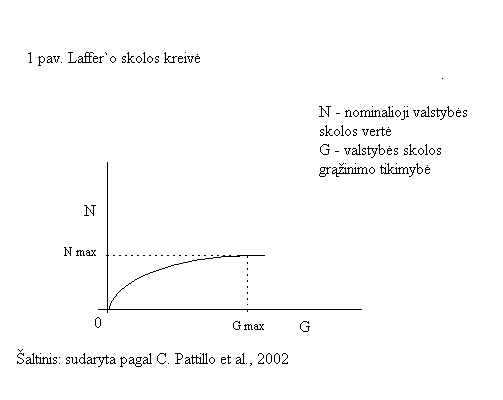 1 pav. Laffer`o skolos kreivė
N - nominalioji valstybės
skolos vertė
G - valstybės skolos
grąžinimo tikimybė
N
N max
0
G max
G
Šaltinis: sudaryta pagal C. Pattillo et al., 2002